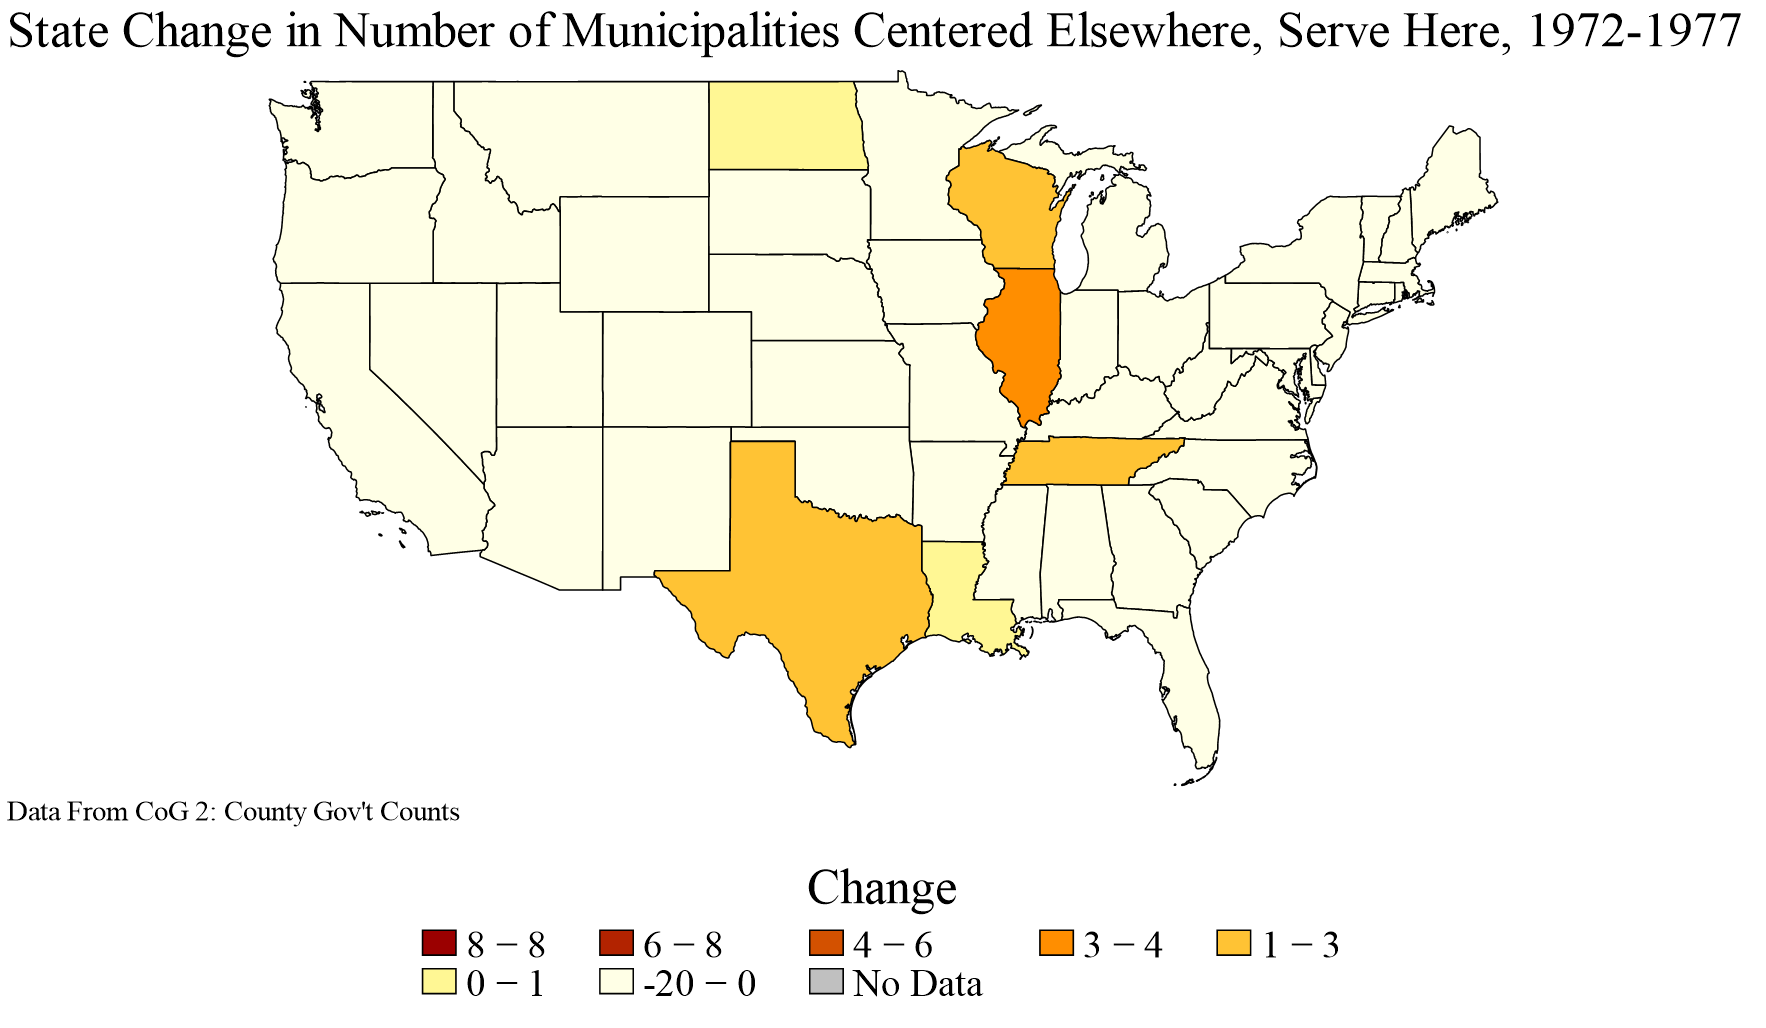 State Change in Number of Municipalities Centered Elsewhere, Serve Here, 1972-1977
Data From CoG 2: County Gov't Counts
Change
8 − 8 6 − 8 4 − 6 3 − 4 1 − 3
0 − 1 -20 − 0 No Data